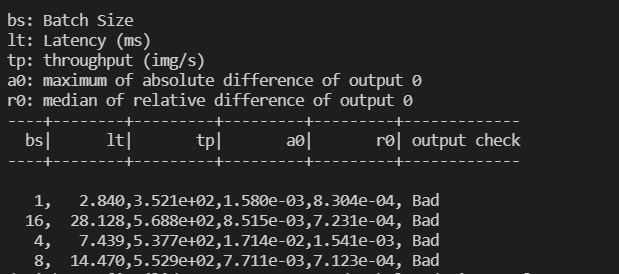 bs: Batch Size
lt: Latency (ms)
tp: throughput (img/s)
a0: maximum of absolute difference of output 0
r0: median of relative difference of output 0
----+--------+---------+---------+---------+-------------
  bs|      lt|       tp|       a0|       r0| output check
----+--------+---------+---------+---------+-------------
   1,   2.840,3.521e+02,1.580e-03,8.304e-04, Bad
  16,  28.128,5.688e+02,8.515e-03,7.231e-04, Bad
   4,   7.439,5.377e+02,1.714e-02,1.541e-03, Bad
   8,  14.470,5.529e+02,7.711e-03,7.123e-04, Bad